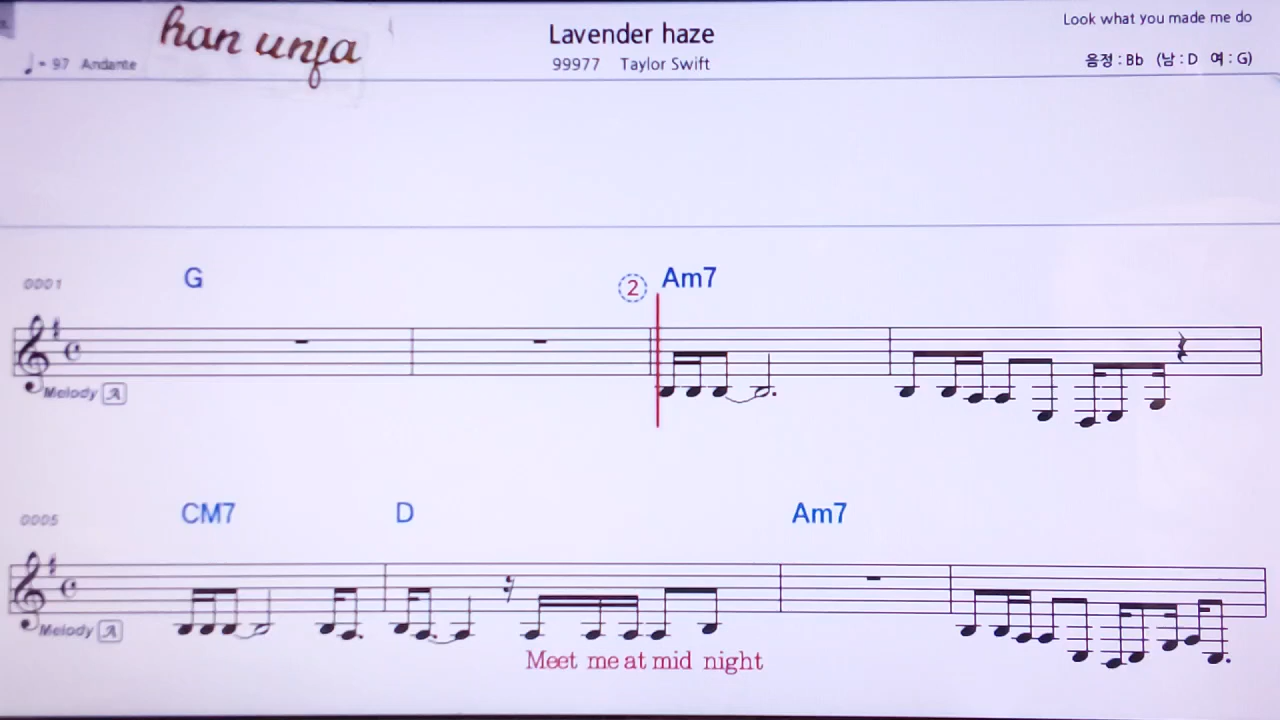 han unja
Lavender haze
Look what you made me do
♩= 97 Andante
99977 Taylor Swift
음정 : Bb (남 : D 여 : G)
0001 G 2 Am7
Melody A
0005 CM7 D Am7
Melody A
Meet me at mid night